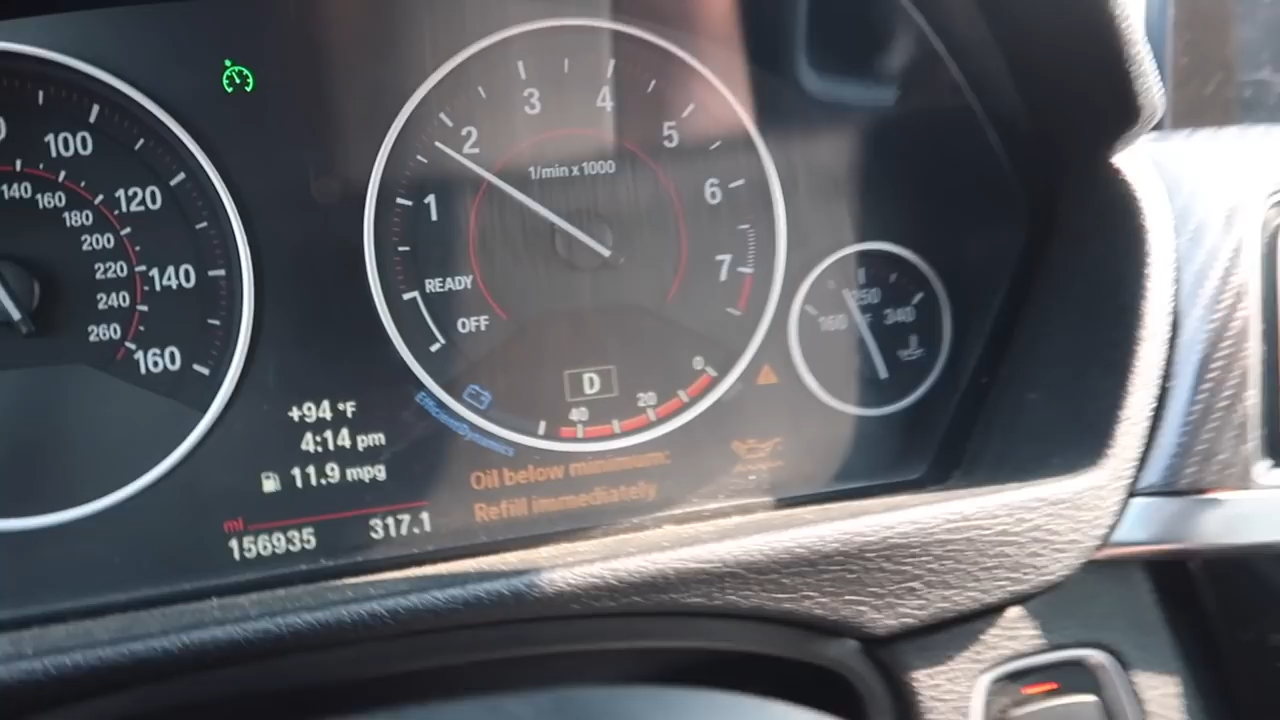 100
120
140
160
140
160
180
200
220
240
260
1
2
3
4
5
6
7
1/min x 1000
READY
OFF
D
40
20
0
EfficientDynamics
160
250
340
°F
+94 °F
4:14 pm
11.9 mpg
mi
156935 317.1
Oil below minimum:
Refill immediately